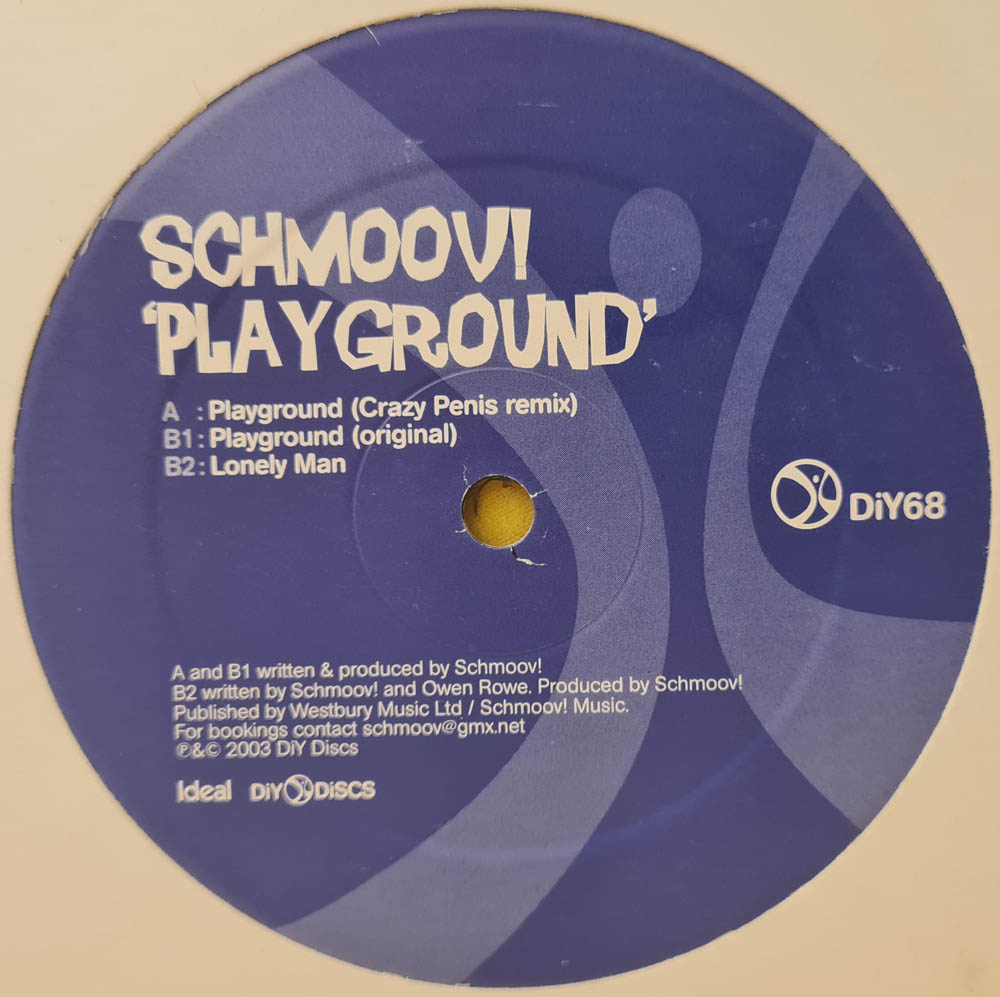 SCHMOOV!
'PLAYGROUND'
A : Playground (Crazy Penis remix)
B1: Playground (original)
B2: Lonely Man
DiY68
A and B1 written & produced by Schmoov!
B2 written by Schmoov! and Owen Rowe. Produced by Schmoov!
Published by Westbury Music Ltd / Schmoov! Music.
For bookings contact schmoov@gmx.net
℗&© 2003 DiY Discs
Ideal DiY DiSCS